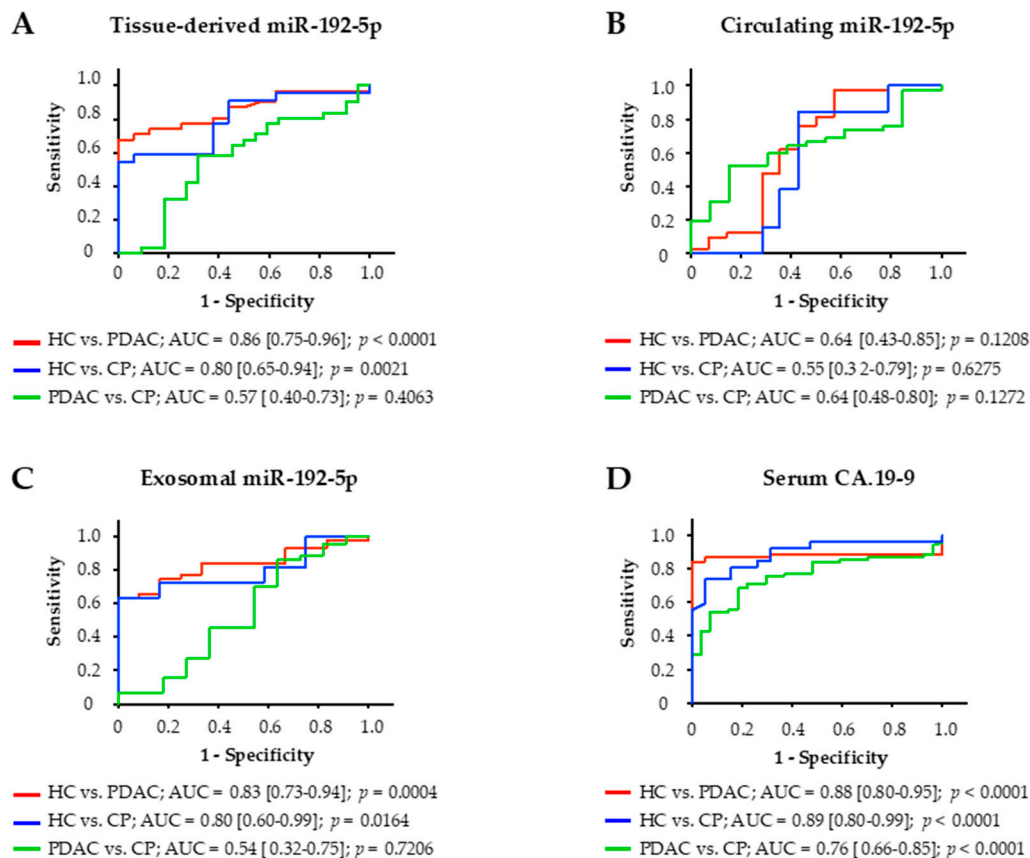 A Tissue-derived miR-192-5p
1.0
0.8
0.6
0.4
0.2
0
Sensitivity
0 0.2 0.4 0.6 0.8 1.0
1 - Specificity
HC vs. PDAC; AUC = 0.86 [0.75-0.96]; p < 0.0001
HC vs. CP; AUC = 0.80 [0.65-0.94]; p = 0.0021
PDAC vs. CP; AUC = 0.57 [0.40-0.73]; p = 0.4063
B Circulating miR-192-5p
1.0
0.8
0.6
0.4
0.2
0
Sensitivity
0 0.2 0.4 0.6 0.8 1.0
1 - Specificity
HC vs. PDAC; AUC = 0.64 [0.43-0.85]; p = 0.1208
HC vs. CP; AUC = 0.55 [0.3 2-0.79]; p = 0.6275
PDAC vs. CP; AUC = 0.64 [0.48-0.80]; p = 0.1272
C Exosomal miR-192-5p
1.0
0.8
0.6
0.4
0.2
0
Sensitivity
0 0.2 0.4 0.6 0.8 1.0
1 - Specificity
HC vs. PDAC; AUC = 0.83 [0.73-0.94]; p = 0.0004
HC vs. CP; AUC = 0.80 [0.60-0.99]; p = 0.0164
PDAC vs. CP; AUC = 0.54 [0.32-0.75]; p = 0.7206
D Serum CA.19-9
1.0
0.8
0.6
0.4
0.2
0
Sensitivity
0 0.2 0.4 0.6 0.8 1.0
1 - Specificity
HC vs. PDAC; AUC = 0.88 [0.80-0.95]; p < 0.0001
HC vs. CP; AUC = 0.89 [0.80-0.99]; p < 0.0001
PDAC vs. CP; AUC = 0.76 [0.66-0.85]; p < 0.0001